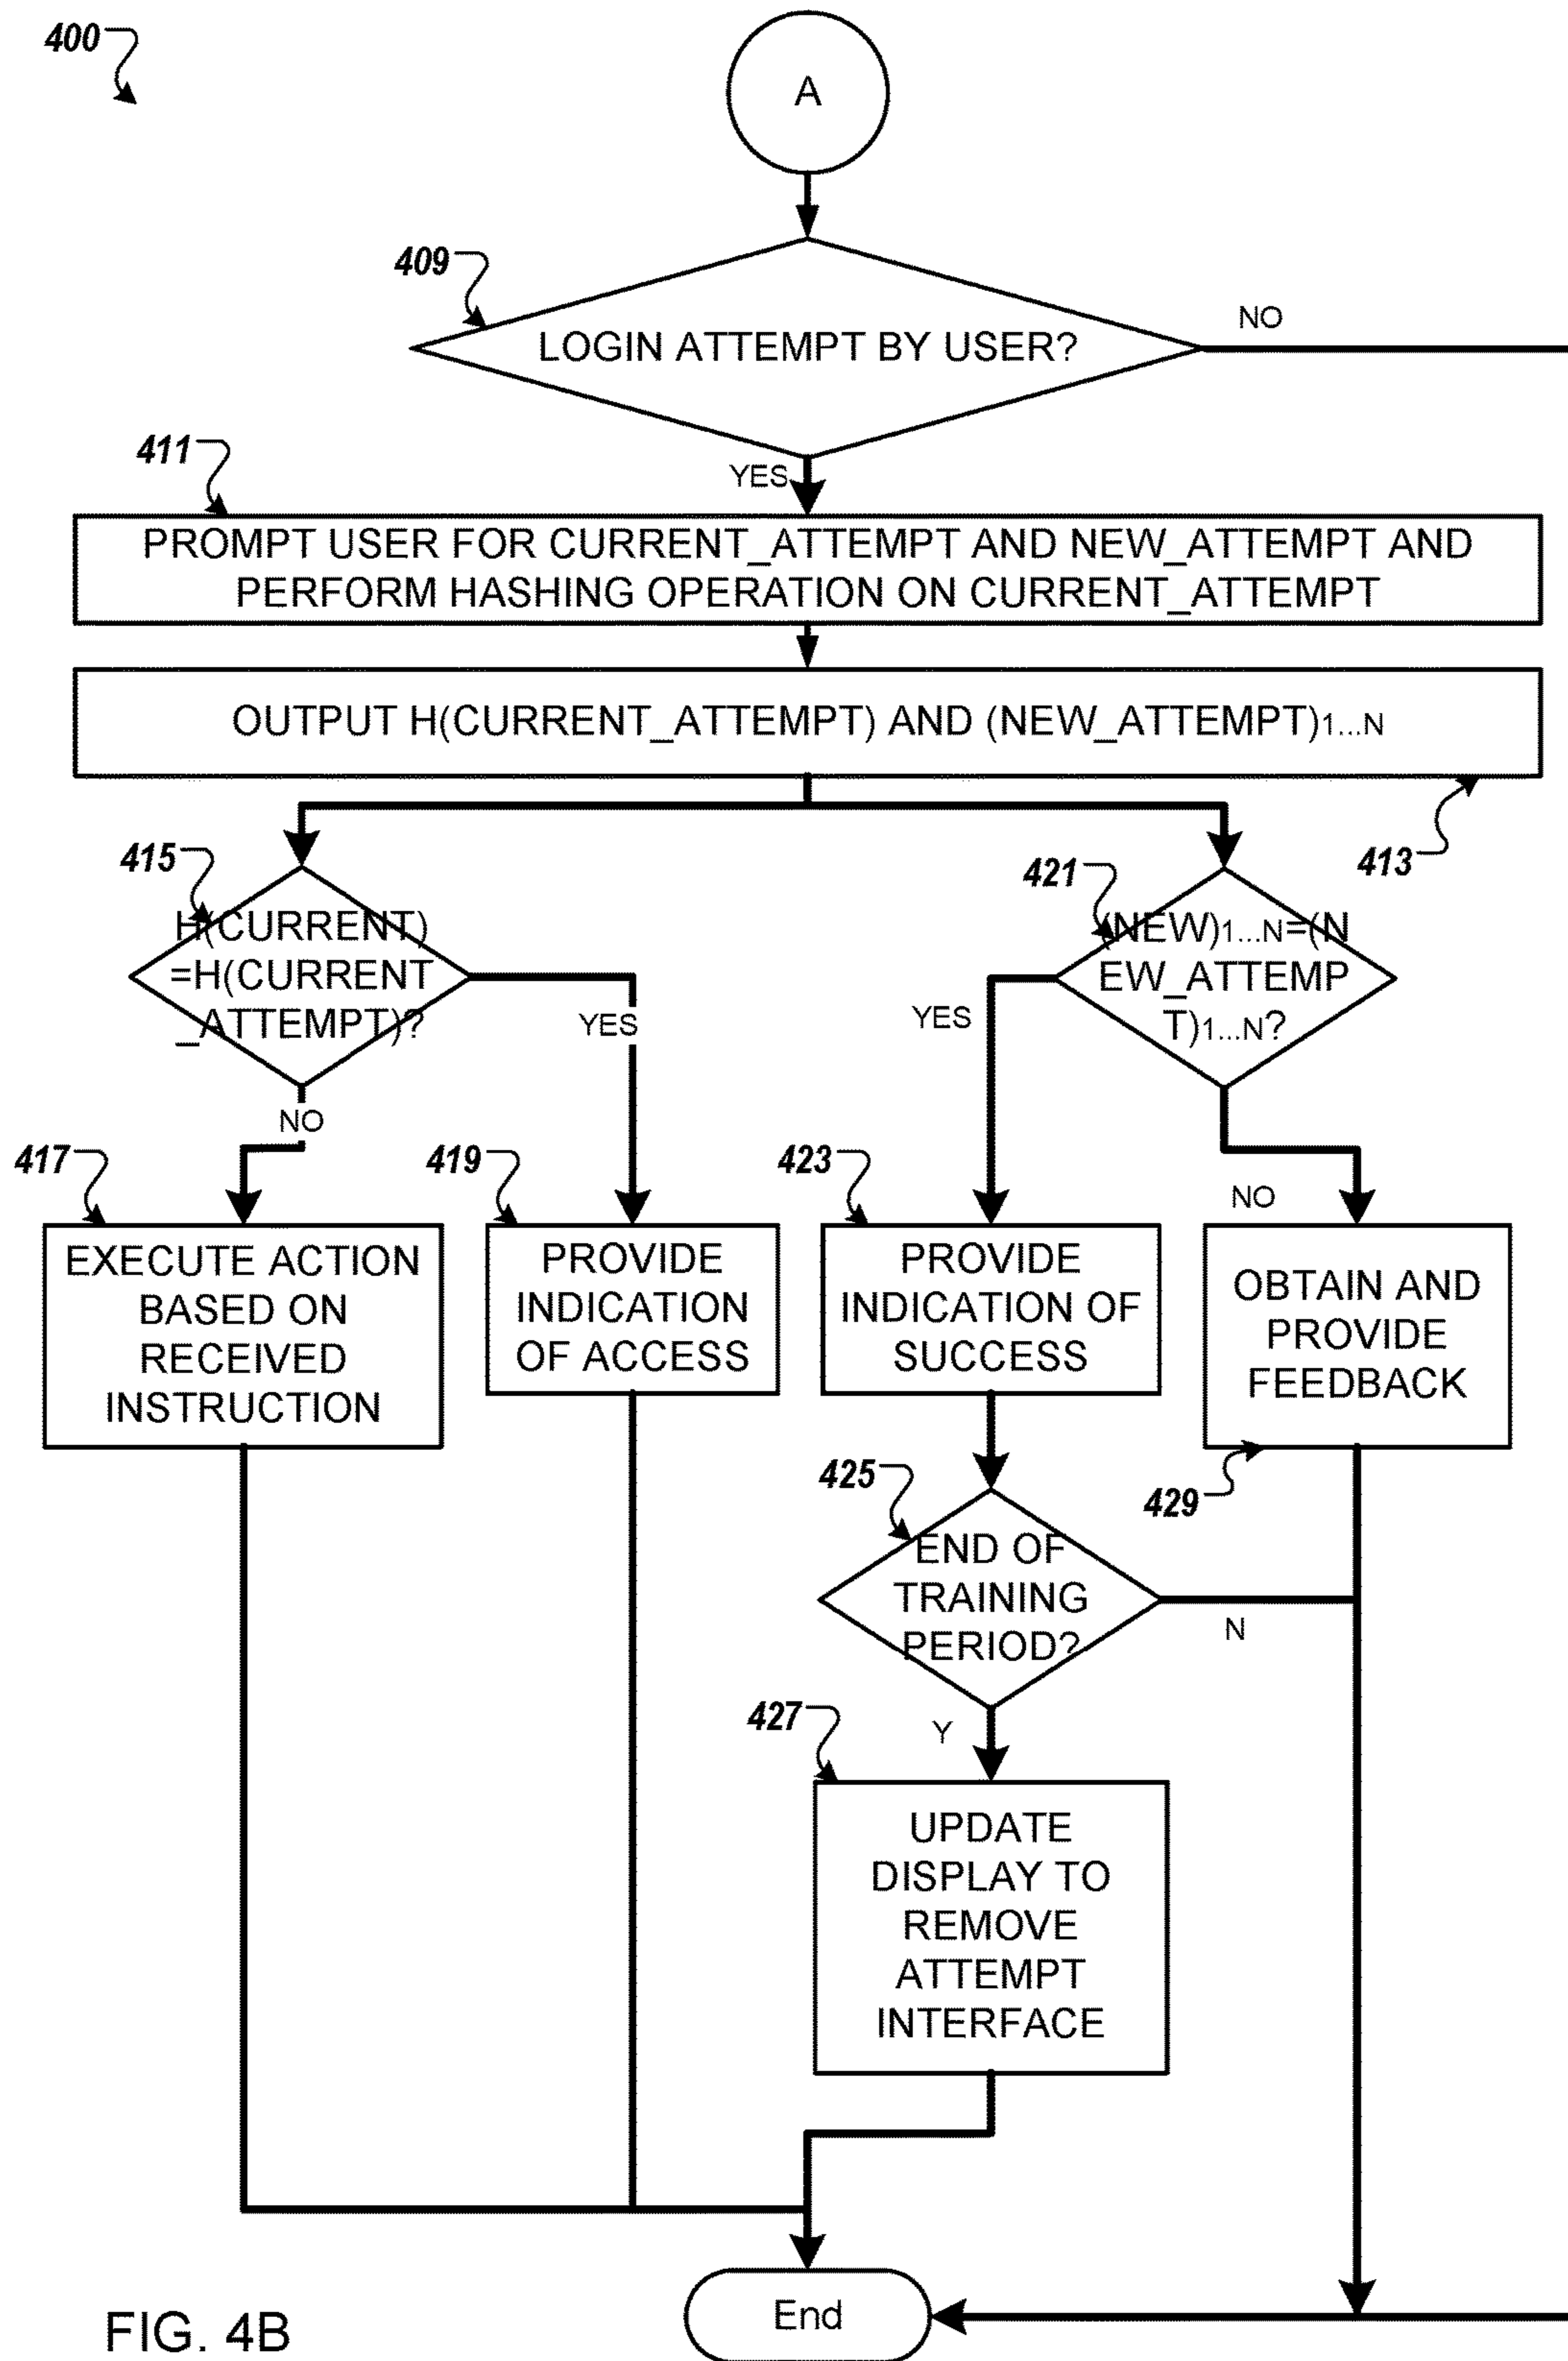 400
A
409
LOGIN ATTEMPT BY USER?
NO
411
YES
PROMPT USER FOR CURRENT_ATTEMPT AND NEW_ATTEMPT AND
PERFORM HASHING OPERATION ON CURRENT_ATTEMPT
OUTPUT H(CURRENT_ATTEMPT) AND (NEW_ATTEMPT)1...N
413
415
H(CURRENT)
=H(CURRENT
_ATTEMPT)?
YES
NO
421
(NEW)1...N=(N
EW_ATTEMP
T)1...N?
YES
NO
417
EXECUTE ACTION
BASED ON
RECEIVED
INSTRUCTION
419
PROVIDE
INDICATION
OF ACCESS
423
PROVIDE
INDICATION OF
SUCCESS
OBTAIN AND
PROVIDE
FEEDBACK
429
425
END OF
TRAINING
PERIOD?
N
Y
427
UPDATE
DISPLAY TO
REMOVE
ATTEMPT
INTERFACE
End
FIG. 4B